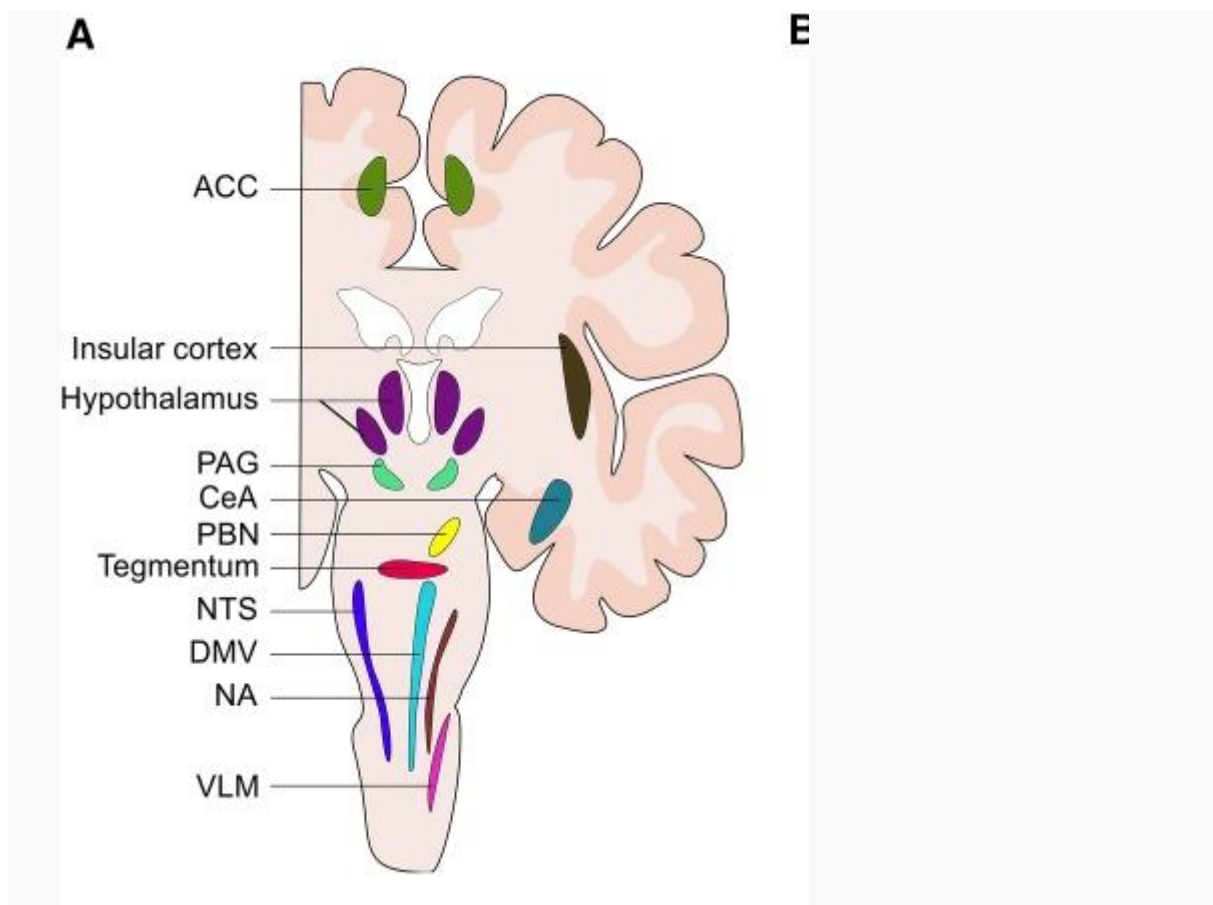 A
B
ACC
Insular cortex
Hypothalamus
PAG
CeA
PBN
Tegmentum
NTS
DMV
NA
VLM